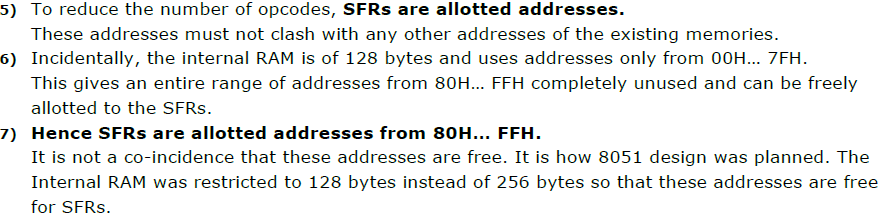 5) To reduce the number of opcodes, SFRs are allotted addresses.
These addresses must not clash with any other addresses of the existing memories.
6) Incidentally, the internal RAM is of 128 bytes and uses addresses only from 00H... 7FH.
This gives an entire range of addresses from 80H... FFH completely unused and can be freely
allotted to the SFRs.
7) Hence SFRs are allotted addresses from 80H... FFH.
It is not a co-incidence that these addresses are free. It is how 8051 design was planned. The
Internal RAM was restricted to 128 bytes instead of 256 bytes so that these addresses are free
for SFRs.